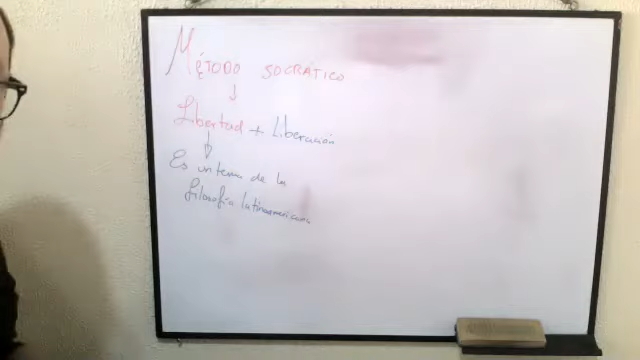 MÉTODO SOCRÁTICO
Libertad + Liberación
Es un tema de la
filosofía latinoamericana